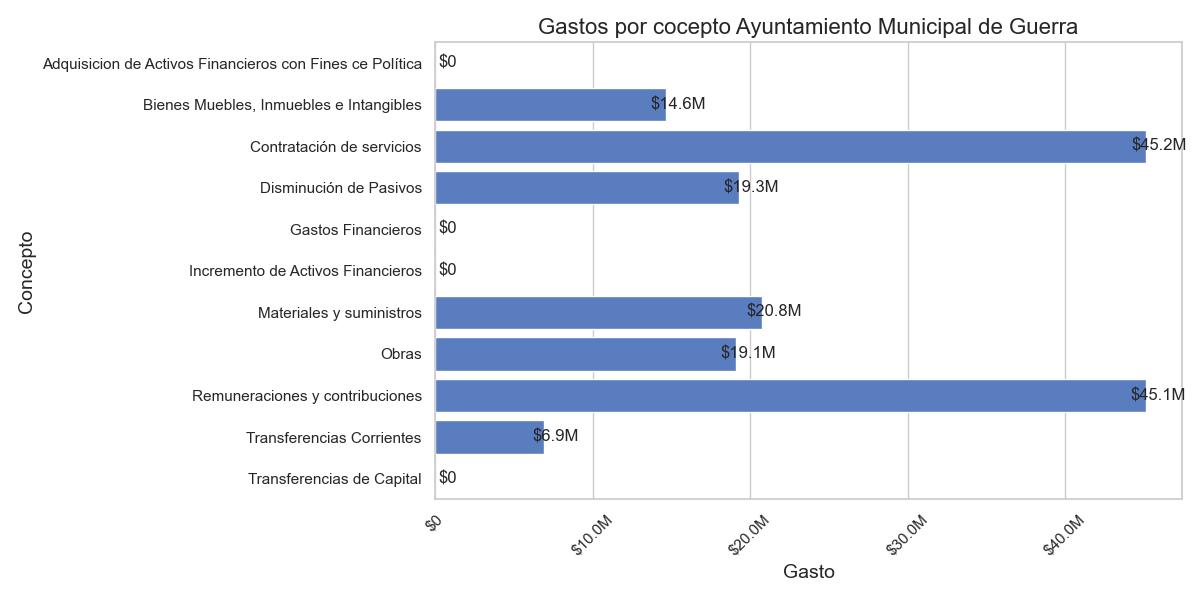 Gastos por cocepto Ayuntamiento Municipal de Guerra
Concepto
Adquisicion de Activos Financieros con Fines ce Política $0
Bienes Muebles, Inmuebles e Intangibles $14.6M
Contratación de servicios $45.2M
Disminución de Pasivos $19.3M
Gastos Financieros $0
Incremento de Activos Financieros $0
Materiales y suministros $20.8M
Obras $19.1M
Remuneraciones y contribuciones $45.1M
Transferencias Corrientes $6.9M
Transferencias de Capital $0
$0 $10.0M $20.0M $30.0M $40.0M
Gasto